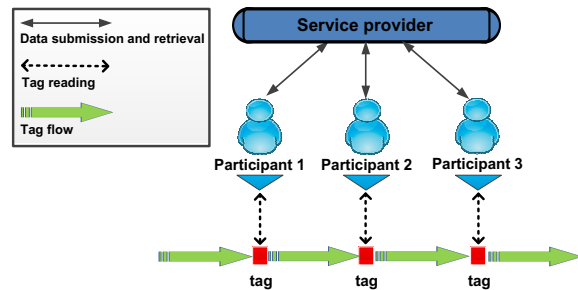 Data submission and retrieval
Tag reading
Tag flow
Service provider
Participant 1
Participant 2
Participant 3
tag
tag
tag